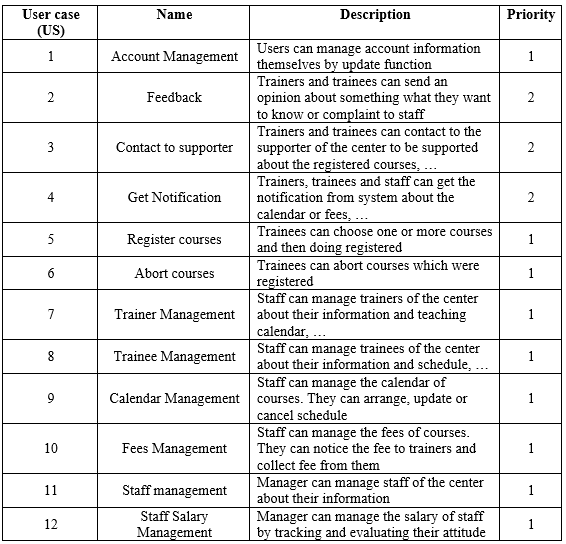 User case (US) Name Description Priority
1 Account Management Users can manage account information themselves by update function 1
2 Feedback Trainers and trainees can send an opinion about something what they want to know or complaint to staff 2
3 Contact to supporter Trainers and trainees can contact to the supporter of the center to be supported about the registered courses, … 2
4 Get Notification Trainers, trainees and staff can get the notification from system about the calendar or fees, … 2
5 Register courses Trainees can choose one or more courses and then doing registered 1
6 Abort courses Trainees can abort courses which were registered 1
7 Trainer Management Staff can manage trainers of the center about their information and teaching calendar, … 1
8 Trainee Management Staff can manage trainees of the center about their information and schedule, … 1
9 Calendar Management Staff can manage the calendar of courses. They can arrange, update or cancel schedule 1
10 Fees Management Staff can manage the fees of courses. They can notice the fee to trainers and collect fee from them 1
11 Staff management Manager can manage staff of the center about their information 1
12 Staff Salary Management Manager can manage the salary of staff by tracking and evaluating their attitude 1